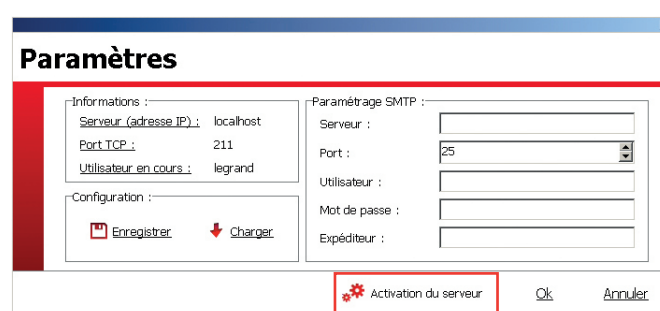 Paramètres
Informations :
Serveur (adresse IP) : localhost
Port TCP : 211
Utilisateur en cours : legrand
Configuration :
Enregistrer Charger
Paramétrage SMTP :
Serveur :
Port : 25
Utilisateur :
Mot de passe :
Expéditeur :
Activation du serveur Ok Annuler